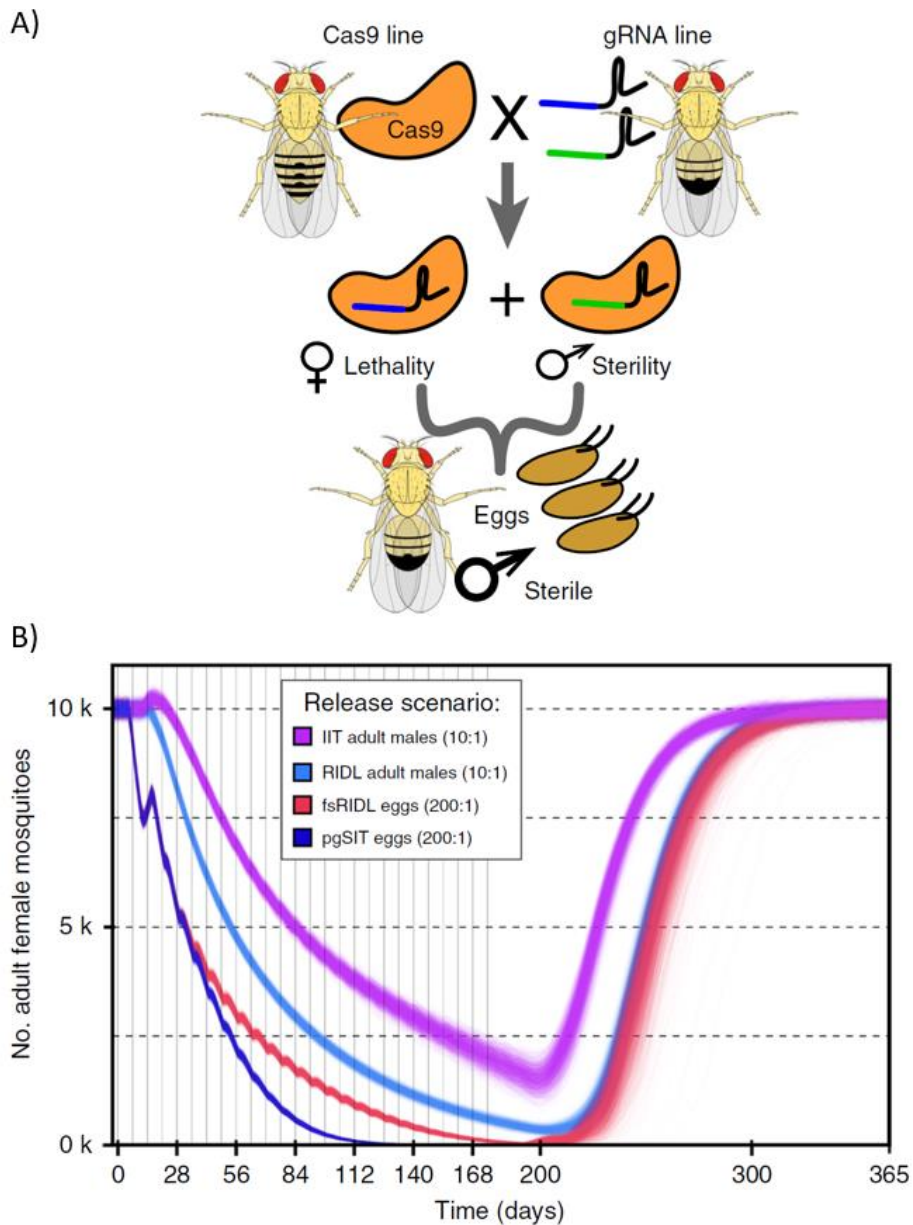 A)
Cas9 line
gRNA line
Cas9
X
+
♀ Lethality
♂ Sterility
Eggs
♂ Sterile
B)
Release scenario:
IIT adult males (10:1)
RIDL adult males (10:1)
fsRIDL eggs (200:1)
pgSIT eggs (200:1)
No. adult female mosquitoes
10 k
5 k
0 k
0 28 56 84 112 140 168 200 300 365
Time (days)